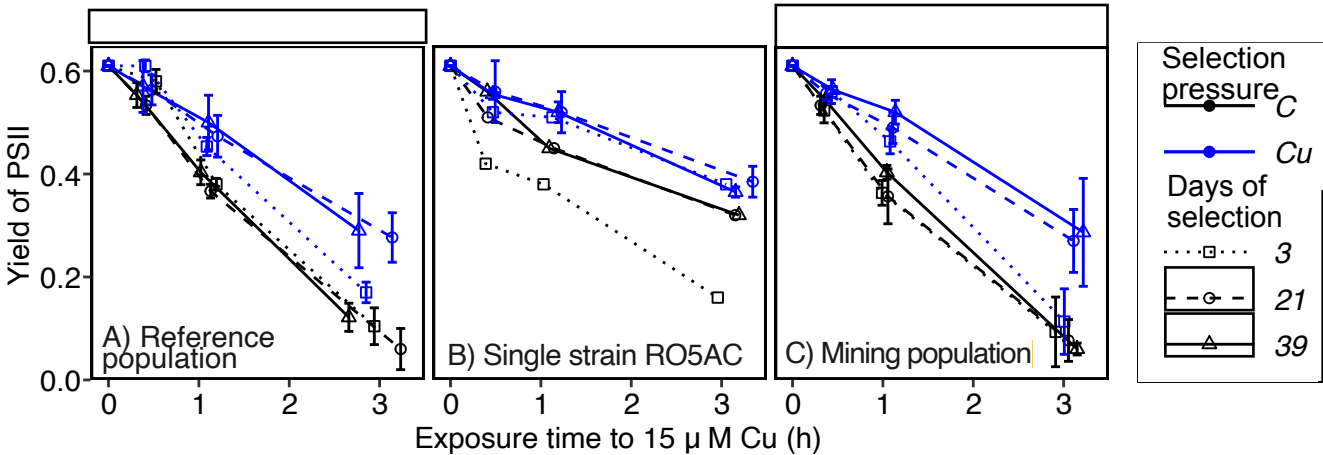 Yield of PSII
0.6
0.4
0.2
0.0
A) Reference
population
0 1 2 3
B) Single strain RO5AC
0 1 2 3
C) Mining population
0 1 2 3
Exposure time to 15 µ M Cu (h)
Selection
pressure
C
Cu
Days of
selection
3
21
39